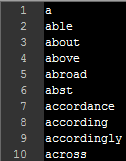 1 a
2 able
3 about
4 above
5 abroad
6 abst
7 accordance
8 according
9 accordingly
10 across